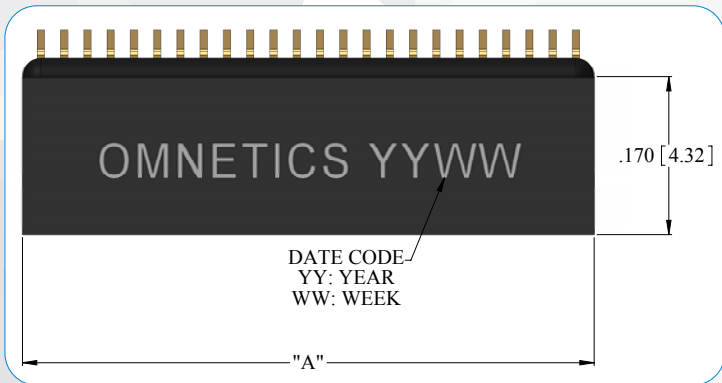 OMNETICS YYWW
.170 [4.32]
DATE CODE
YY: YEAR
WW: WEEK
"A"